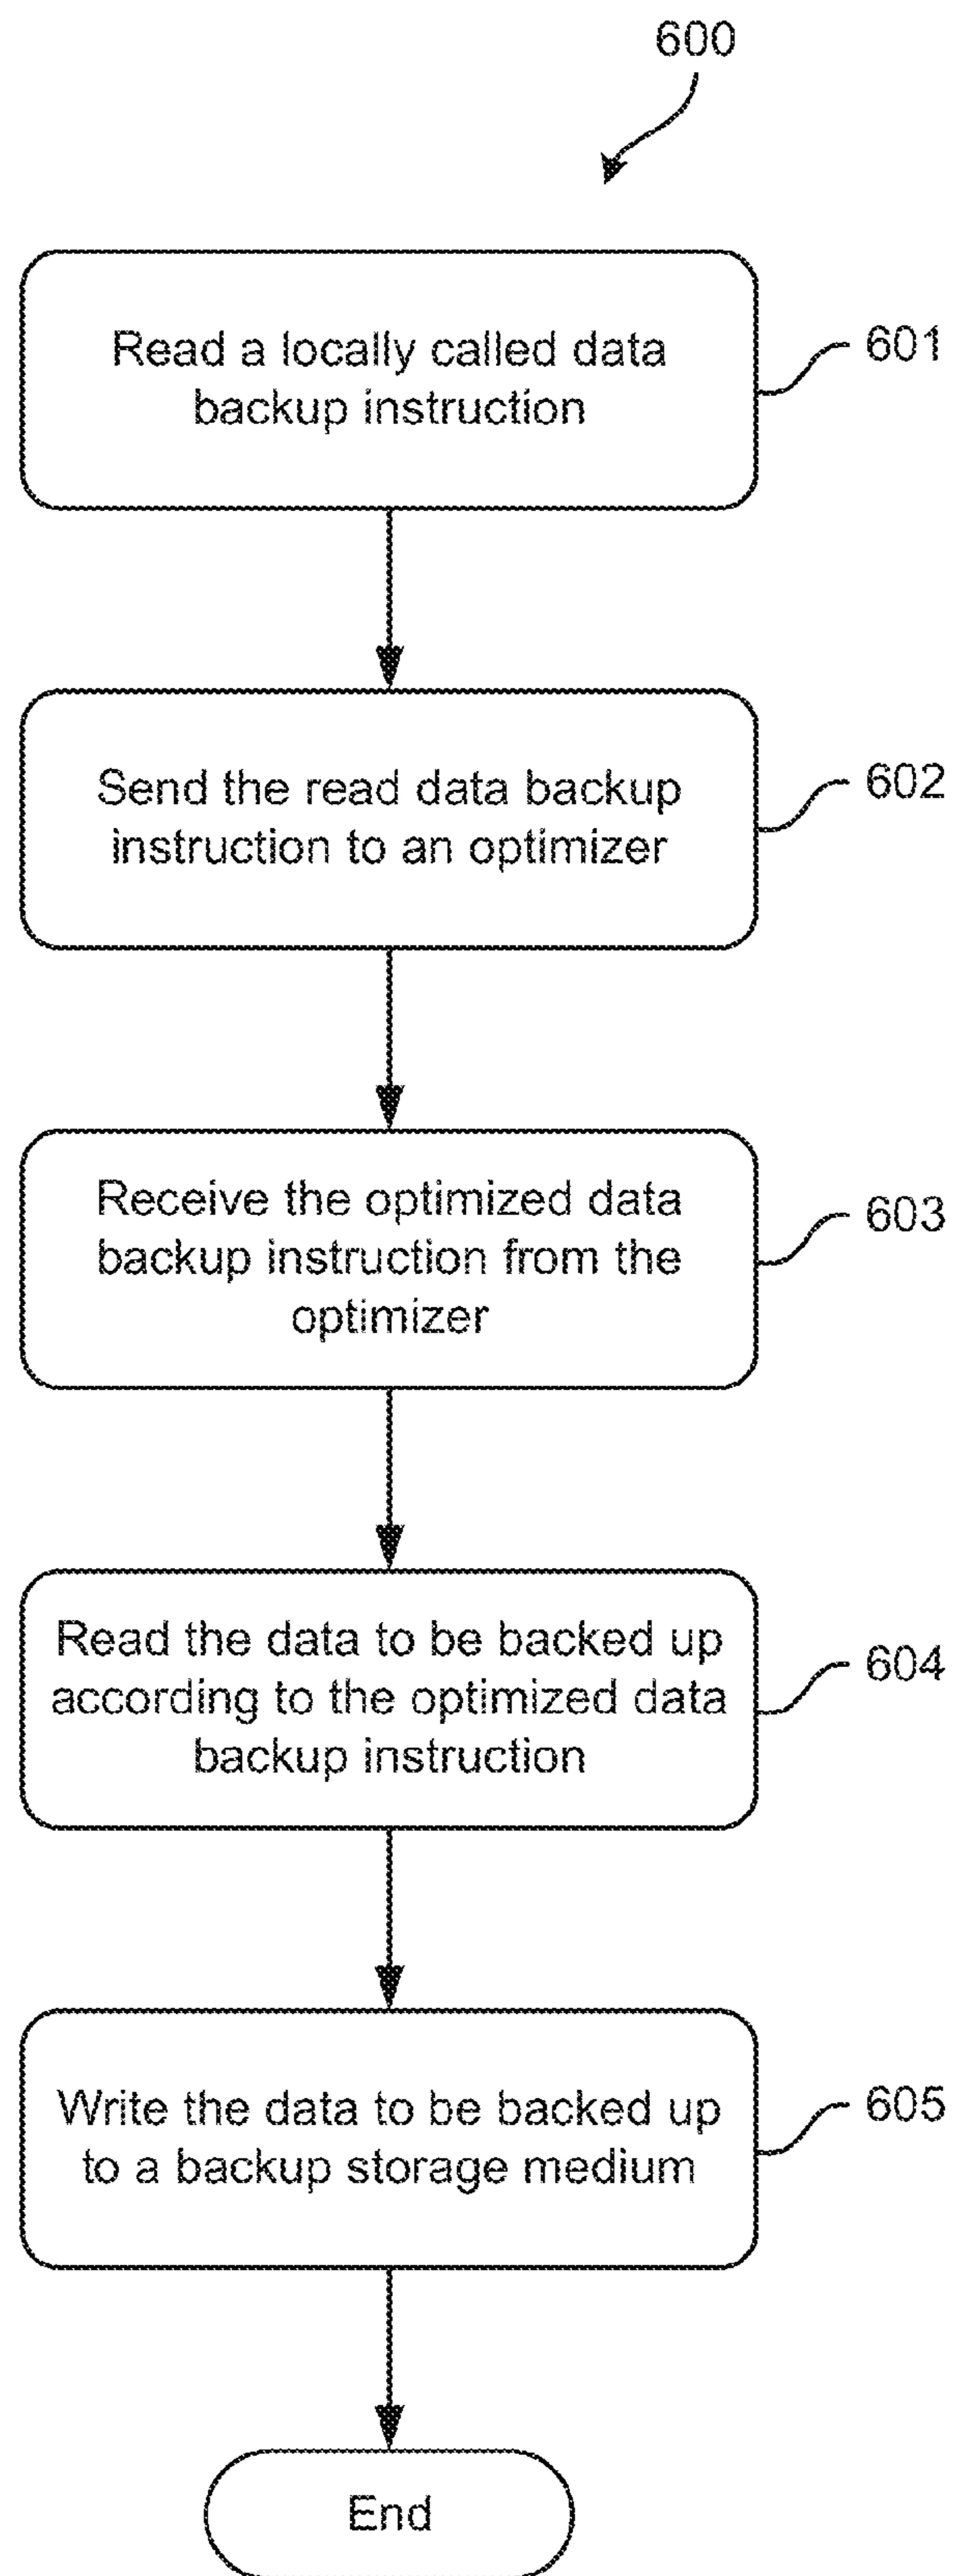 600
Read a locally called data
backup instruction
601
Send the read data backup
instruction to an optimizer
602
Receive the optimized data
backup instruction from the
optimizer
603
Read the data to be backed up
according to the optimized data
backup instruction
604
Write the data to be backed up
to a backup storage medium
605
End